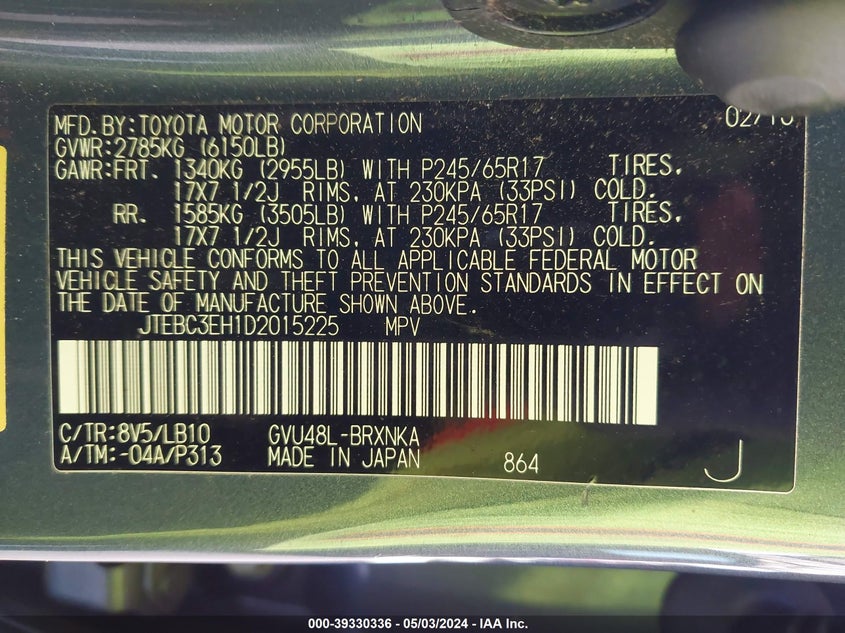 MFD.BY:TOYOTA MOTOR CORPORATION
GVWR:2785KG (6150LB)
GAWR:FRT. 1340KG (2955LB) WITH P245/65R17 TIRES,
17X7 1/2J RIMS, AT 230KPA (33PSI) COLD.
RR. 1585KG (3505LB) WITH P245/65R17 TIRES,
17X7 1/2J RIMS, AT 230KPA (33PSI) COLD.
THIS VEHICLE CONFORMS TO ALL APPLICABLE FEDERAL MOTOR
VEHICLE SAFETY AND THEFT PREVENTION STANDARDS IN EFFECT ON
THE DATE OF MANUFACTURE SHOWN ABOVE.
JTEBC3EH1D2015225 MPV
C/TR:8V5/LB10 GVU48L-BRXNKA
A/TM:-04A/P313 MADE IN JAPAN 864 J
000-39330336 - 05/03/2024 - IAA Inc.